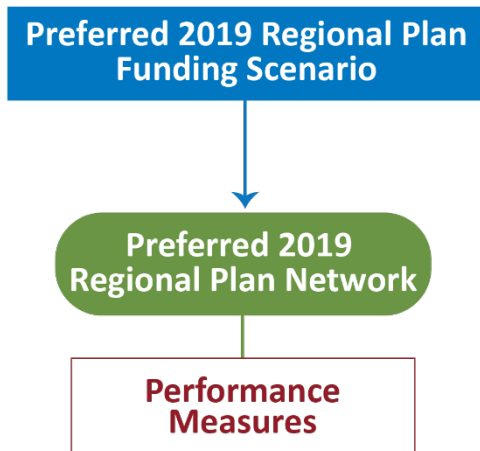 Preferred 2019 Regional Plan
Funding Scenario
Preferred 2019
Regional Plan Network
Performance
Measures